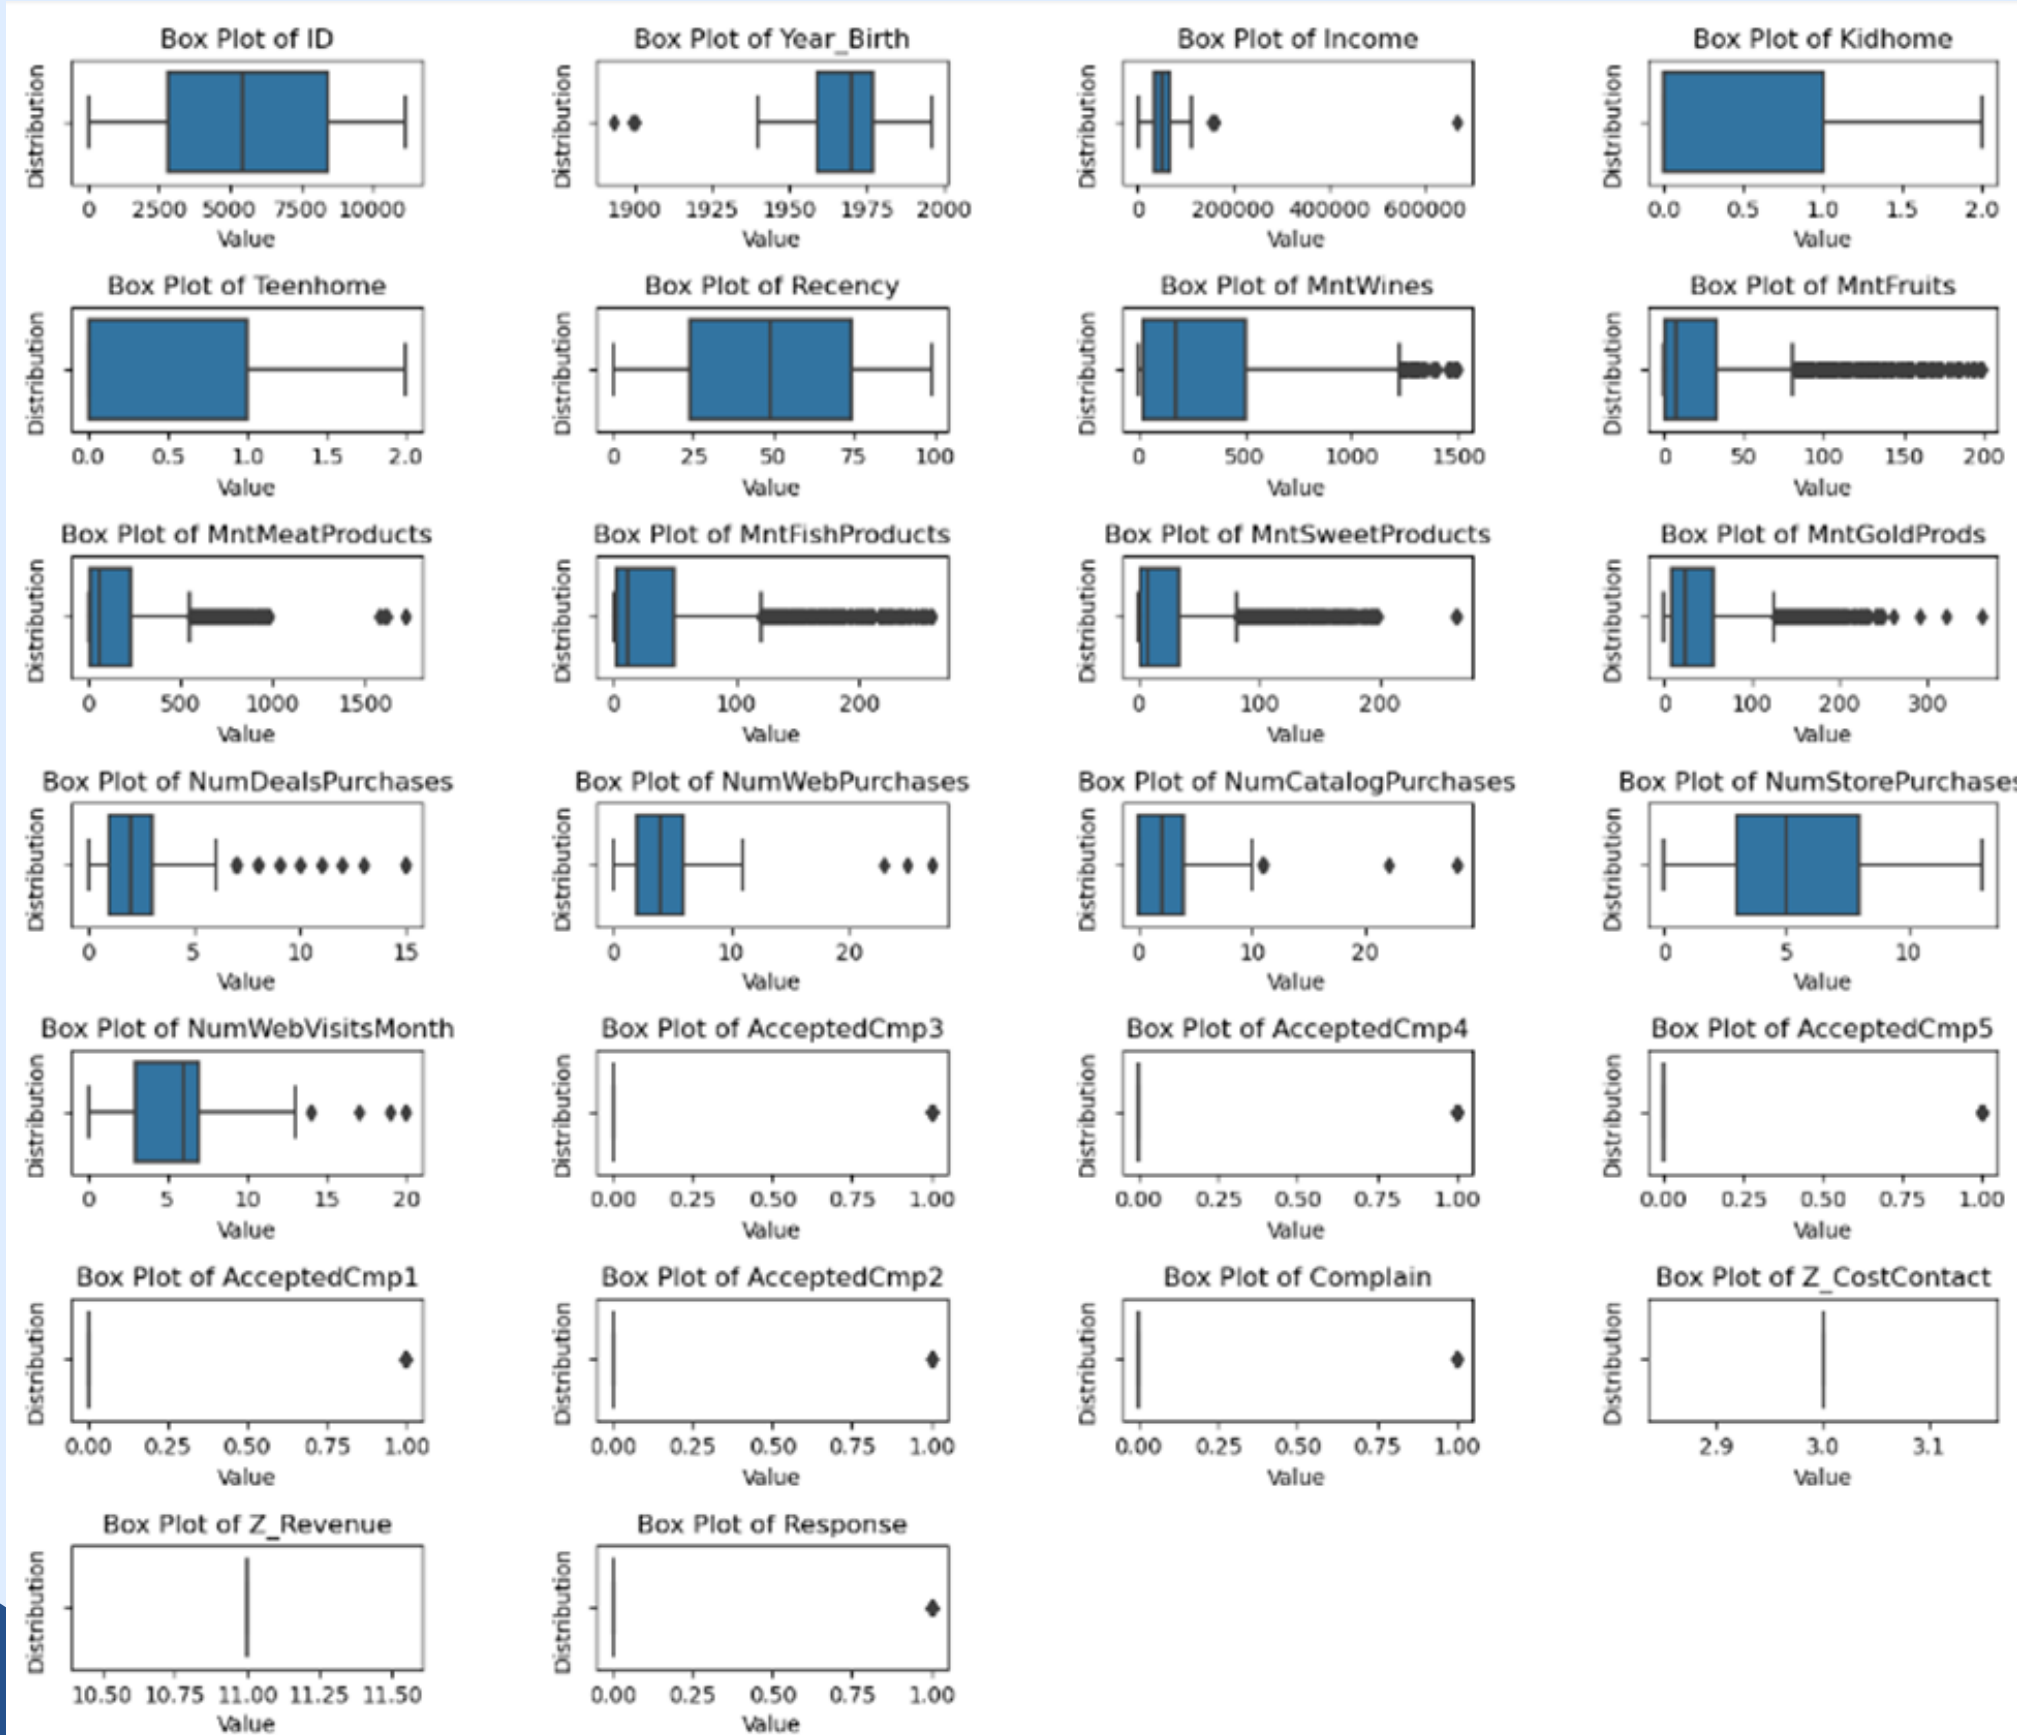 Box Plot of ID
Distribution
0 2500 5000 7500 10000
Value
Box Plot of Year_Birth
Distribution
1900 1925 1950 1975 2000
Value
Box Plot of Income
Distribution
0 200000 400000 600000
Value
Box Plot of Kidhome
Distribution
0.0 0.5 1.0 1.5 2.0
Value
Box Plot of Teenhome
Distribution
0.0 0.5 1.0 1.5 2.0
Value
Box Plot of Recency
Distribution
0 25 50 75 100
Value
Box Plot of MntWines
Distribution
0 500 1000 1500
Value
Box Plot of MntFruits
Distribution
0 50 100 150 200
Value
Box Plot of MntMeatProducts
Distribution
0 500 1000 1500
Value
Box Plot of MntFishProducts
Distribution
0 100 200
Value
Box Plot of MntSweetProducts
Distribution
0 100 200
Value
Box Plot of MntGoldProds
Distribution
0 100 200 300
Value
Box Plot of NumDealsPurchases
Distribution
0 5 10 15
Value
Box Plot of NumWebPurchases
Distribution
0 10 20
Value
Box Plot of NumCatalogPurchases
Distribution
0 10 20
Value
Box Plot of NumStorePurchases
Distribution
0 5 10
Value
Box Plot of NumWebVisitsMonth
Distribution
0 5 10 15 20
Value
Box Plot of AcceptedCmp3
Distribution
0.00 0.25 0.50 0.75 1.00
Value
Box Plot of AcceptedCmp4
Distribution
0.00 0.25 0.50 0.75 1.00
Value
Box Plot of AcceptedCmp5
Distribution
0.00 0.25 0.50 0.75 1.00
Value
Box Plot of AcceptedCmp1
Distribution
0.00 0.25 0.50 0.75 1.00
Value
Box Plot of AcceptedCmp2
Distribution
0.00 0.25 0.50 0.75 1.00
Value
Box Plot of Complain
Distribution
0.00 0.25 0.50 0.75 1.00
Value
Box Plot of Z_CostContact
Distribution
2.9 3.0 3.1
Value
Box Plot of Z_Revenue
Distribution
10.50 10.75 11.00 11.25 11.50
Value
Box Plot of Response
Distribution
0.00 0.25 0.50 0.75 1.00
Value